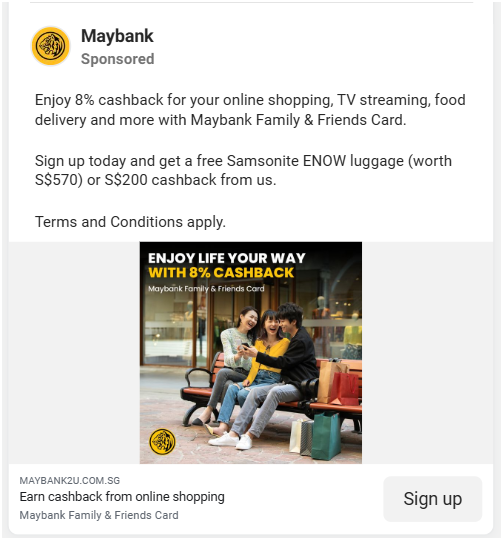 Maybank
Sponsored
Enjoy 8% cashback for your online shopping, TV streaming, food
delivery and more with Maybank Family & Friends Card.
Sign up today and get a free Samsonite ENOW luggage (worth
S$570) or S$200 cashback from us.
Terms and Conditions apply.
ENJOY LIFE YOUR WAY
WITH 8% CASHBACK
Maybank Family & Friends Card
MAYBANK2U.COM.SG
Earn cashback from online shopping
Maybank Family & Friends Card
Sign up